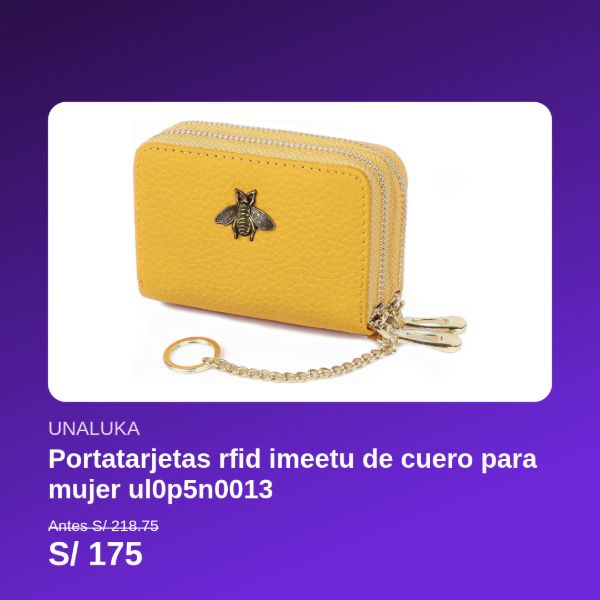 UNALUKA
Portatarjetas rfid imeetu de cuero para
mujer ul0p5n0013
Antes S/ 218.75
S/ 175